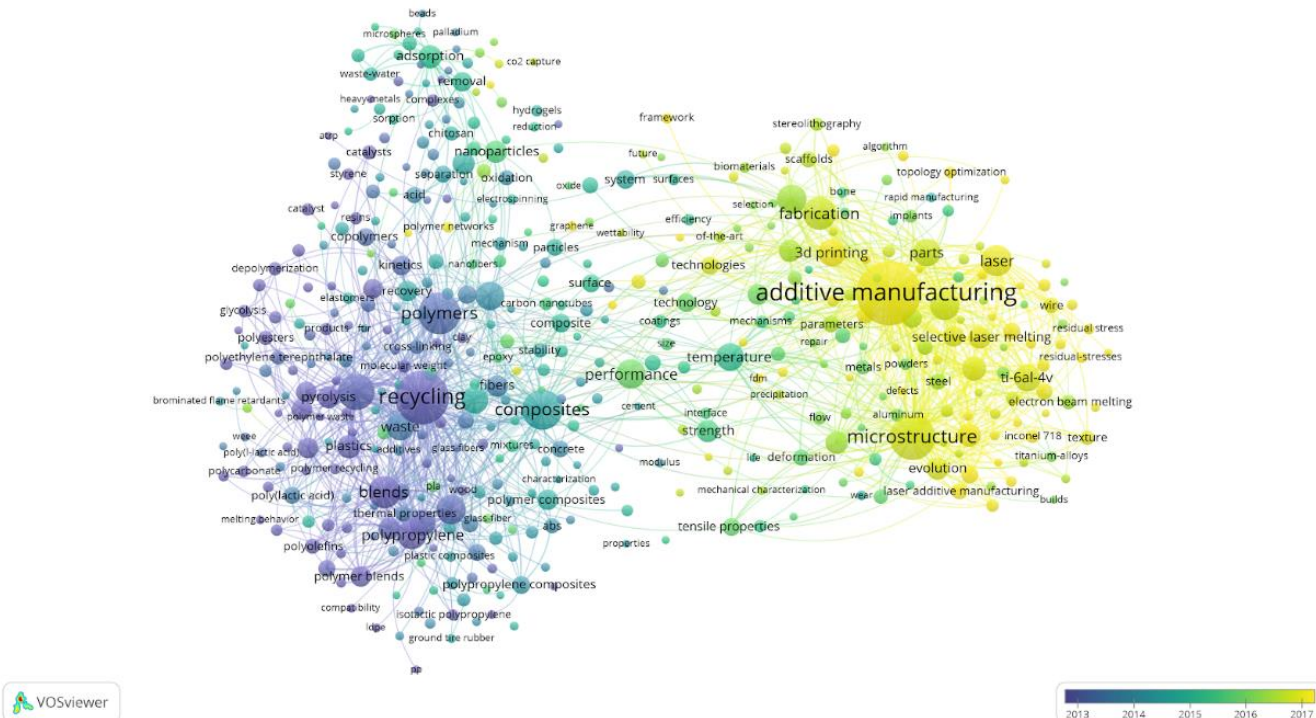 beads
microspheres palladium
adsorption
co2 capture
waste-water
removal
heavy-metals complexes
hydrogels
sorption
framework
reduction
stereolithography
atrp
chitosan
catalysts
nanoparticles
future
algorithm
scaffolds
biomaterials
styrene
separation oxidation
topology optimization
oxide
system surfaces
acid
electrospinning
bone
rapid manufacturing
catalyst
selection
resins
fabrication
implants
efficiency
polymer networks
graphene
copolymers
wettability
of-the-art
mechanism particles
3d printing
parts
depolymerization
kinetics
nanofibers
technologies
laser
surface
elastomers
recovery
additive manufacturing
carbon nanotubes
technology
wire
glycolysis
polymers
products
composite
coatings
mechanisms parameters
residual stress
polyesters
clay
selective laser melting
cross-linking
size
repair
polyethylene terephthalate
epoxy stability
temperature
residual-stresses
molecular-weight
metals powders
performance
fibers
fdm
steel
ti-6al-4v
brominated flame retardants
pyrolysis
recycling
defects
precipitation
electron beam melting
polymer waste
composites
cement
interface
flow
aluminum
waste
strength
microstructure
weee
plastics
additives
glass fibers
mixtures
concrete
inconel 718
texture
poly(l-lactic acid)
life
deformation
titanium-alloys
polycarbonate
polymer recycling
modulus
evolution
characterization
poly(lactic acid)
blends
pla
wood
polymer composites
mechanical characterization
wear
laser additive manufacturing
builds
melting behavior
thermal properties
glass-fiber
abs
tensile properties
polypropylene
polyolefins
properties
plastic composites
polymer blends
polypropylene composites
compatibility
isotactic polypropylene
ldpe
ground tire rubber
pp
VOSviewer
2013 2014 2015 2016 2017